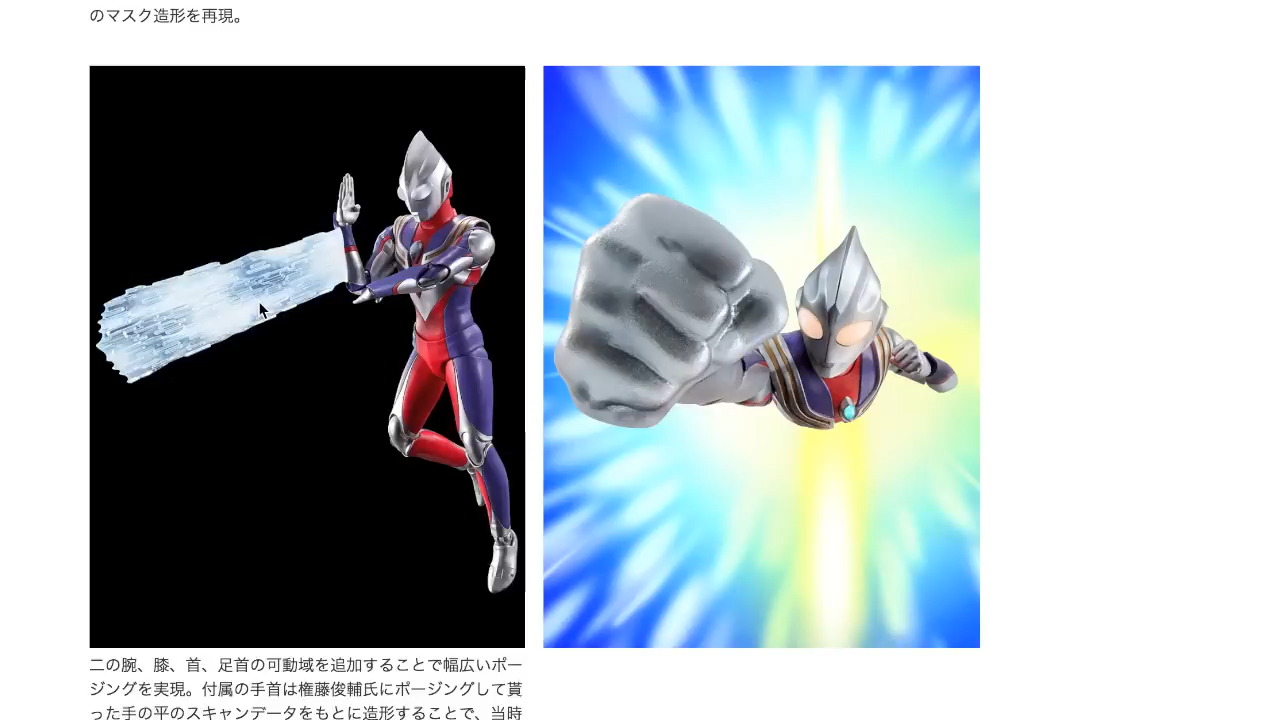 のマスク造形を再現。
二の腕、膝、首、足首の可動域を追加することで幅広いポー
ジングを実現。付属の手首は権藤俊輔氏にポージングして貰
った手の平のスキャンデータをもとに造形することで、当時